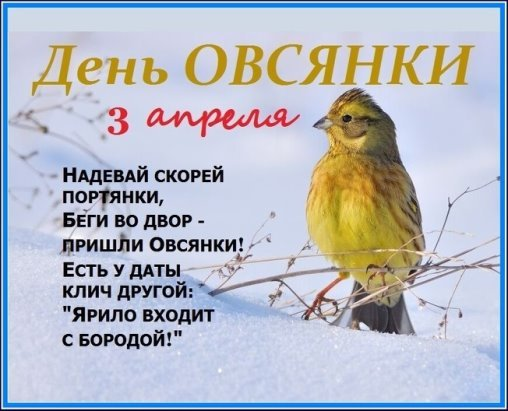 День ОВСЯНКИ
3 апреля
НАДЕВАЙ СКОРЕЙ
ПОРТЯНКИ,
БЕГИ ВО ДВОР -
ПРИШЛИ ОВСЯНКИ!
ЕСТЬ У ДАТЫ
КЛИЧ ДРУГОЙ:
"ЯРИЛО ВХОДИТ
С БОРОДОЙ!"